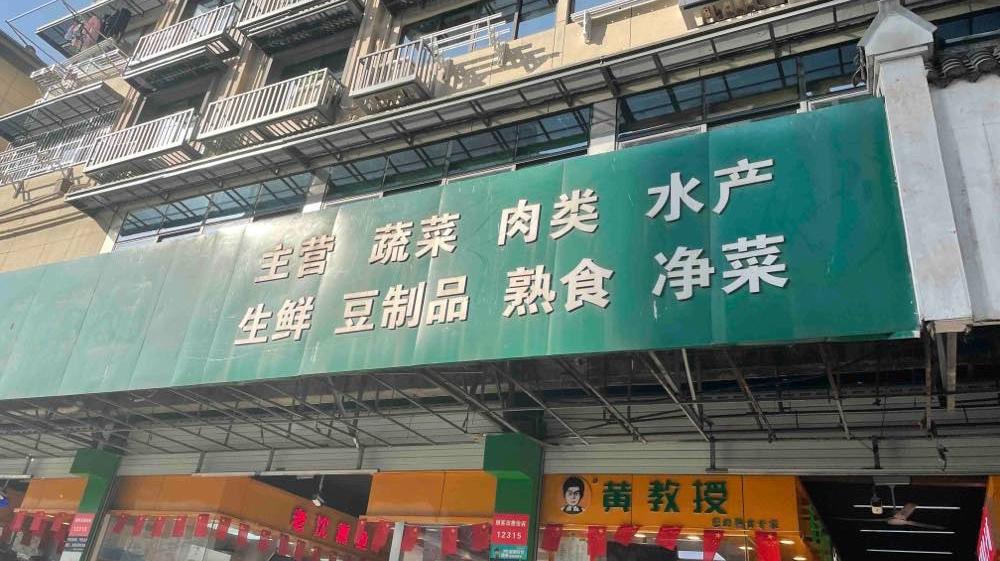 主营 蔬菜 肉类 水产
生鲜 豆制品 熟食 净菜
黄教授
12315